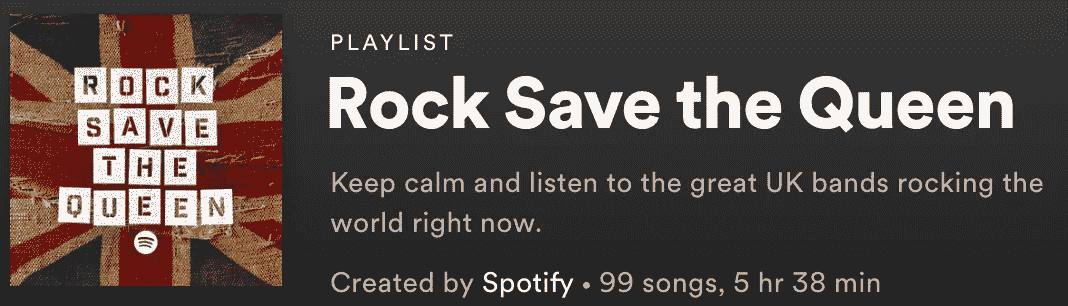 ROCK
SAVE
THE
QUEEN
PLAYLIST
Rock Save the Queen
Keep calm and listen to the great UK bands rocking the
world right now.
Created by Spotify • 99 songs, 5 hr 38 min